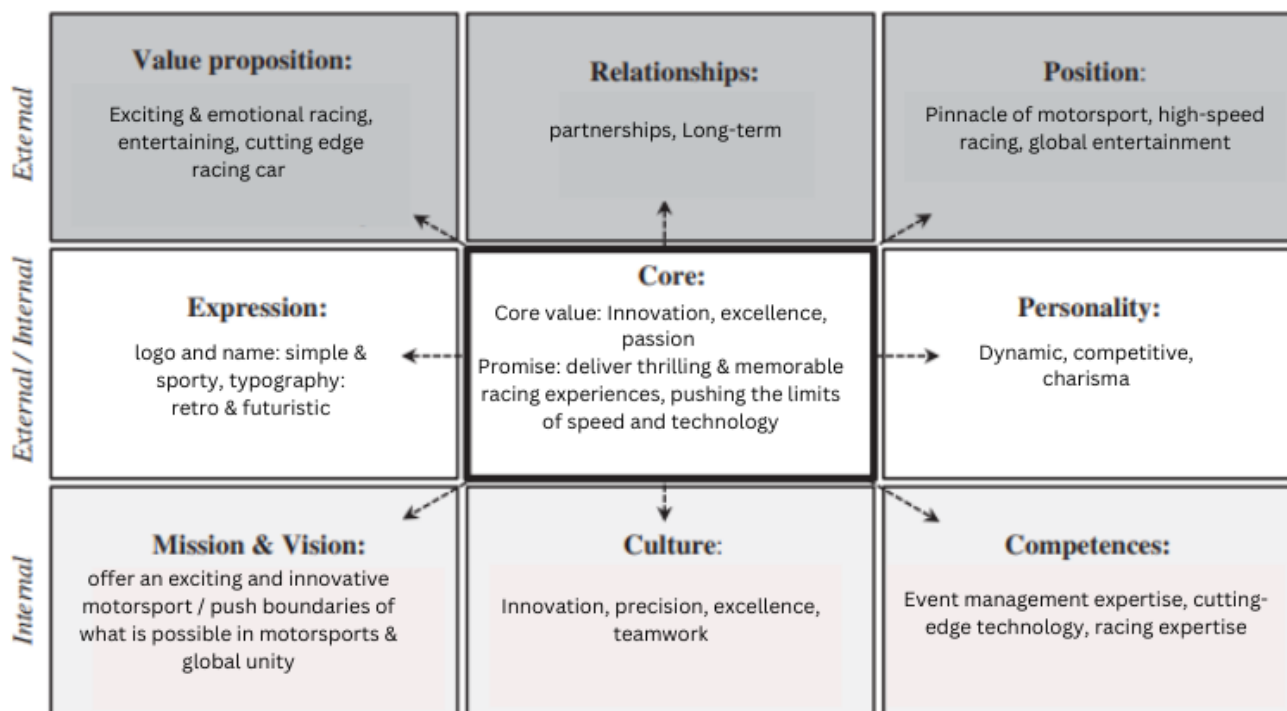 External
Value proposition:
Exciting & emotional racing,
entertaining, cutting edge
racing car
Relationships:
partnerships, Long-term
Position:
Pinnacle of motorsport, high-speed
racing, global entertainment
External / Internal
Expression:
logo and name: simple &
sporty, typography:
retro & futuristic
Core:
Core value: Innovation, excellence,
passion
Promise: deliver thrilling & memorable
racing experiences, pushing the limits
of speed and technology
Personality:
Dynamic, competitive,
charisma
Internal
Mission & Vision:
offer an exciting and innovative
motorsport / push boundaries of
what is possible in motorsports &
global unity
Culture:
Innovation, precision, excellence,
teamwork
Competences:
Event management expertise, cutting-
edge technology, racing expertise